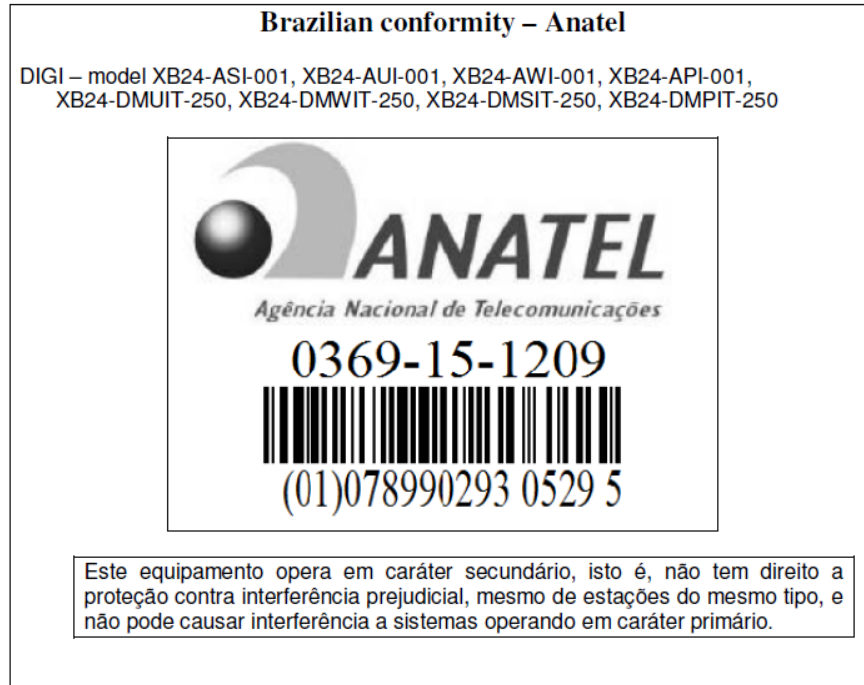 Brazilian conformity – Anatel
DIGI – model XB24-ASI-001, XB24-AUI-001, XB24-AWI-001, XB24-API-001,
XB24-DMUIT-250, XB24-DMWIT-250, XB24-DMSIT-250, XB24-DMPIT-250
ANATEL
Agência Nacional de Telecomunicações
0369-15-1209
(01)078990293 0529 5
Este equipamento opera em caráter secundário, isto é, não tem direito a
proteção contra interferência prejudicial, mesmo de estações do mesmo tipo, e
não pode causar interferência a sistemas operando em caráter primário.